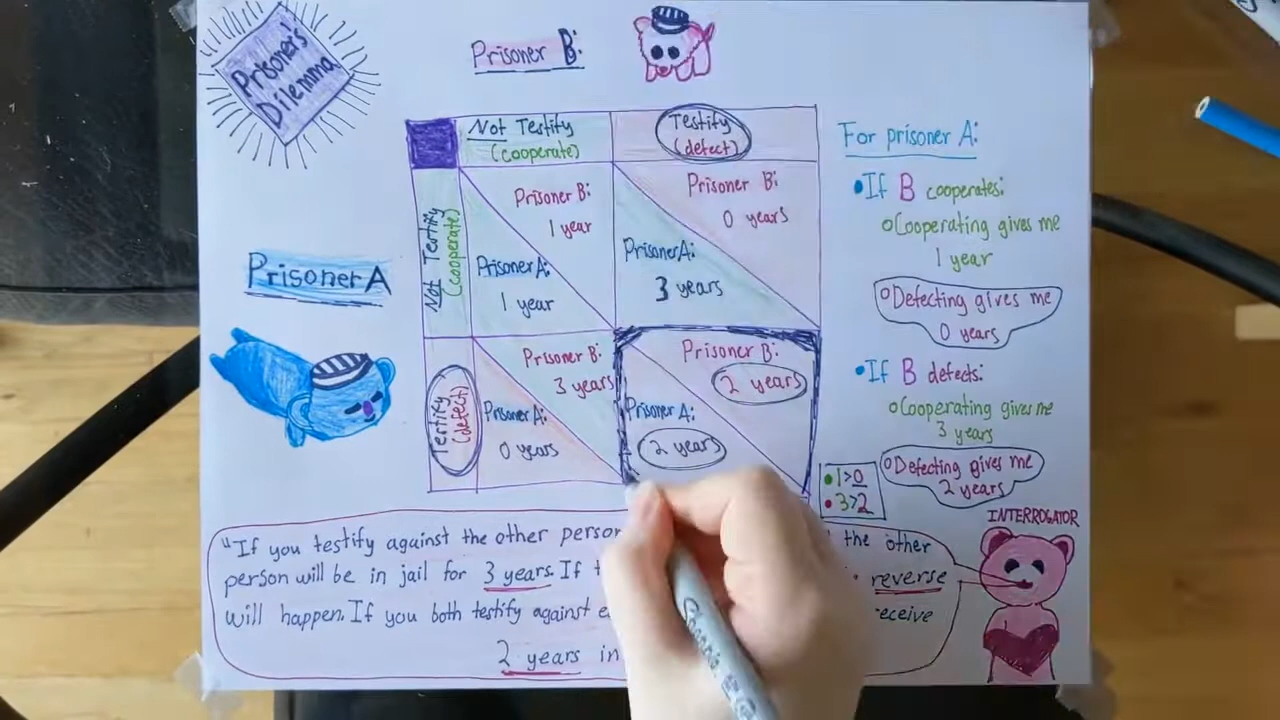 Prisoner's
Dilemma
Prisoner B:
Not Testify
(cooperate)
Testify
(defect)
Prisoner A
Not Testify
(cooperate)
Prisoner B:
1 year
Prisoner A:
1 year
Prisoner B:
0 years
Prisoner A:
3 years
Testify
(defect)
Prisoner B:
3 years
Prisoner A:
0 years
Prisoner B:
2 years
Prisoner A:
2 years
For prisoner A:
•If B cooperates:
Cooperating gives me
1 year
Defecting gives me
0 years
•If B defects:
Cooperating gives me
3 years
Defecting gives me
2 years
•1>0
•3>2
INTERROGATOR
"If you testify against the other the other
person will be in jail for 3 years. If reverse
will happen. If you both testify against receive
2 years in